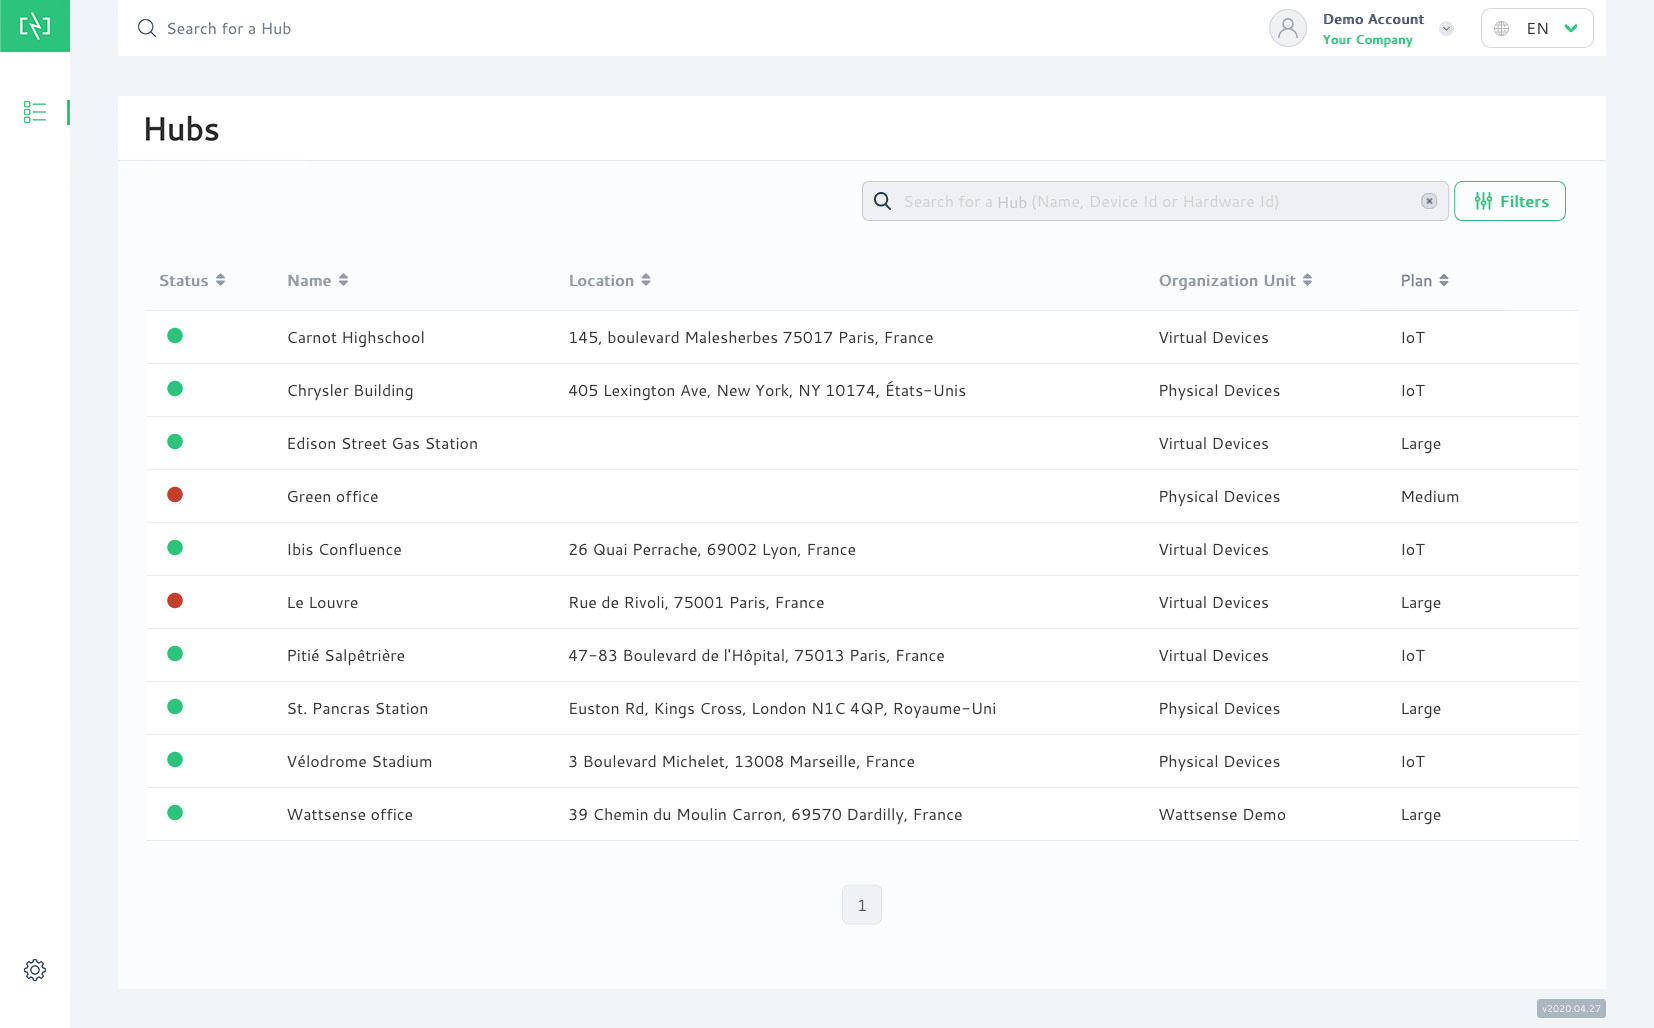 Search for a Hub
Demo Account
Your Company
EN
Hubs
Search for a Hub (Name, Device Id or Hardware Id)
Filters
Status Name Location Organization Unit Plan
Carnot Highschool 145, boulevard Malesherbes 75017 Paris, France Virtual Devices IoT
Chrysler Building 405 Lexington Ave, New York, NY 10174, États-Unis Physical Devices IoT
Edison Street Gas Station Virtual Devices Large
Green office Physical Devices Medium
Ibis Confluence 26 Quai Perrache, 69002 Lyon, France Virtual Devices IoT
Le Louvre Rue de Rivoli, 75001 Paris, France Virtual Devices Large
Pitié Salpêtrière 47-83 Boulevard de l'Hôpital, 75013 Paris, France Virtual Devices IoT
St. Pancras Station Euston Rd, Kings Cross, London N1C 4QP, Royaume-Uni Physical Devices Large
Vélodrome Stadium 3 Boulevard Michelet, 13008 Marseille, France Physical Devices IoT
Wattsense office 39 Chemin du Moulin Carron, 69570 Dardilly, France Wattsense Demo Large
1
v2020.04.27